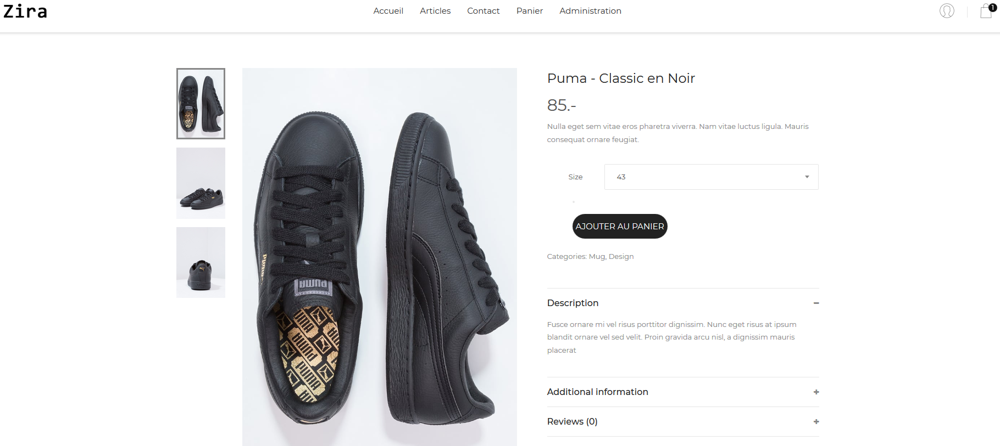 Zira
Accueil
Articles
Contact
Panier
Administration
1
Puma - Classic en Noir
85.-
Nulla eget sem vitae eros pharetra viverra. Nam vitae luctus ligula. Mauris
consequat ornare feugiat.
Size
43
AJOUTER AU PANIER
Categories: Mug, Design
Description
Fusce ornare mi vel risus porttitor dignissim. Nunc eget risus at ipsum
blandit ornare vel sed velit. Proin gravida arcu nisl, a dignissim mauris
placerat
Additional information
Reviews (0)
PUMA
PUMA
PUMA